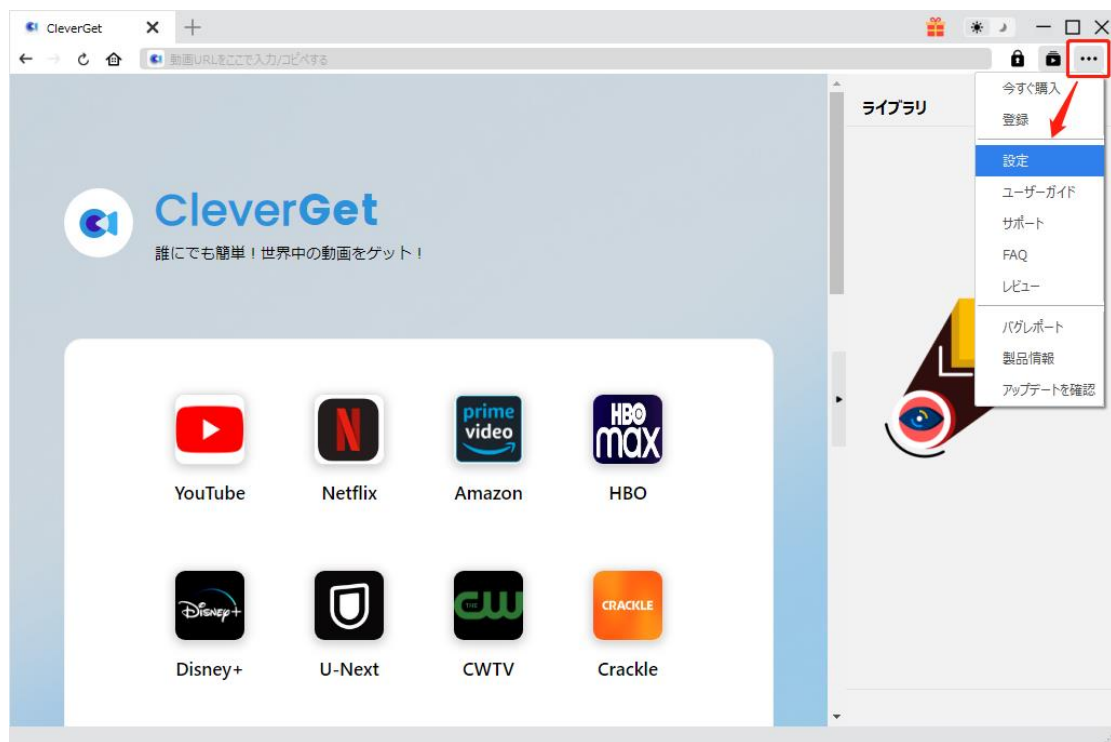 CleverGet
動画URLをここで入力/コピペする
今すぐ購入
ライブラリ
登録
設定
ユーザーガイド
サポート
FAQ
レビュー
バグレポート
製品情報
アップデートを確認
CleverGet
誰にでも簡単！世界中の動画をゲット！
prime
video
HBO
max
YouTube
Netflix
Amazon
HBO
Disney+
THE
CW
CRACKLE
Disney+
U-Next
CWTV
Crackle